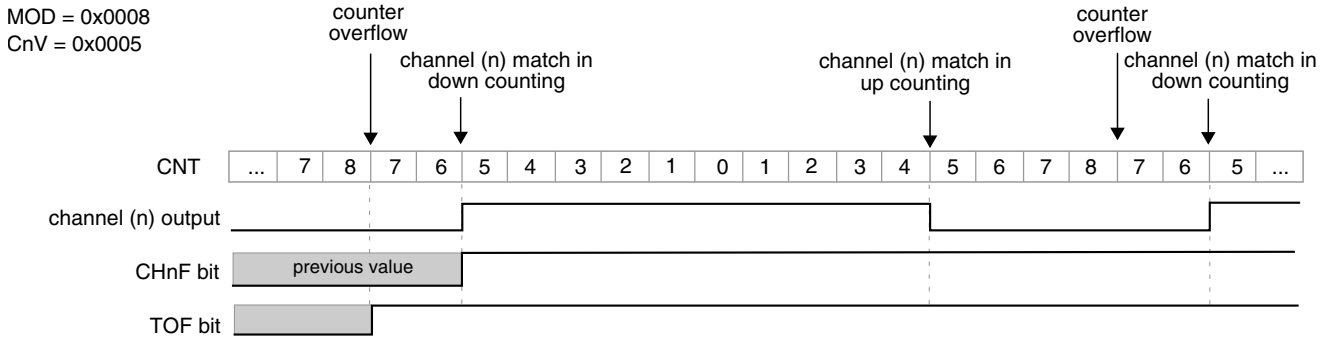 MOD = 0x0008
CnV = 0x0005
counter
overflow
channel (n) match in
down counting
channel (n) match in
up counting
counter
overflow
channel (n) match in
down counting
CNT ... 7 8 7 6 5 4 3 2 1 0 1 2 3 4 5 6 7 8 7 6 5 ...
channel (n) output
CHnF bit previous value
TOF bit